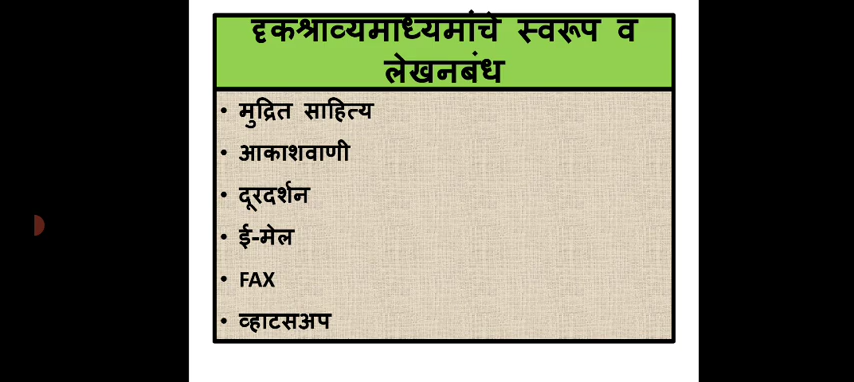 दृकश्राव्यमाध्यमांचे स्वरूप व
लेखनबंध
• मुद्रित साहित्य
• आकाशवाणी
• दूरदर्शन
• ई-मेल
• FAX
• व्हाटसअप